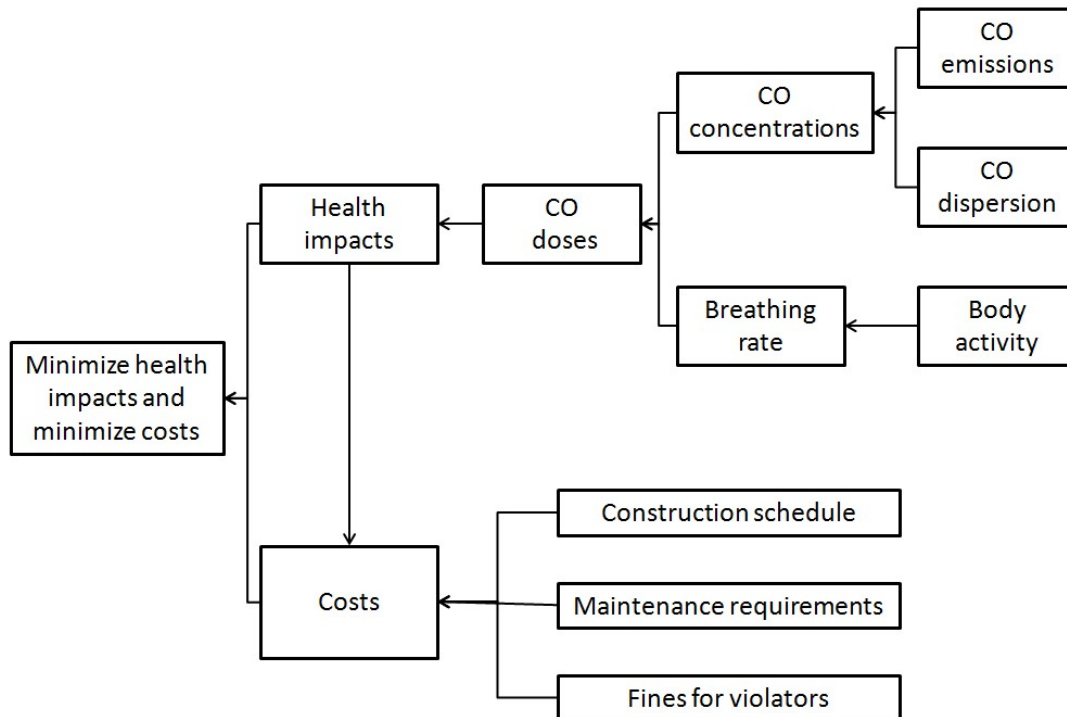 CO
emissions
CO
concentrations
CO
dispersion
Health
impacts
CO
doses
Breathing
rate
Body
activity
Minimize health
impacts and
minimize costs
Construction schedule
Costs
Maintenance requirements
Fines for violators